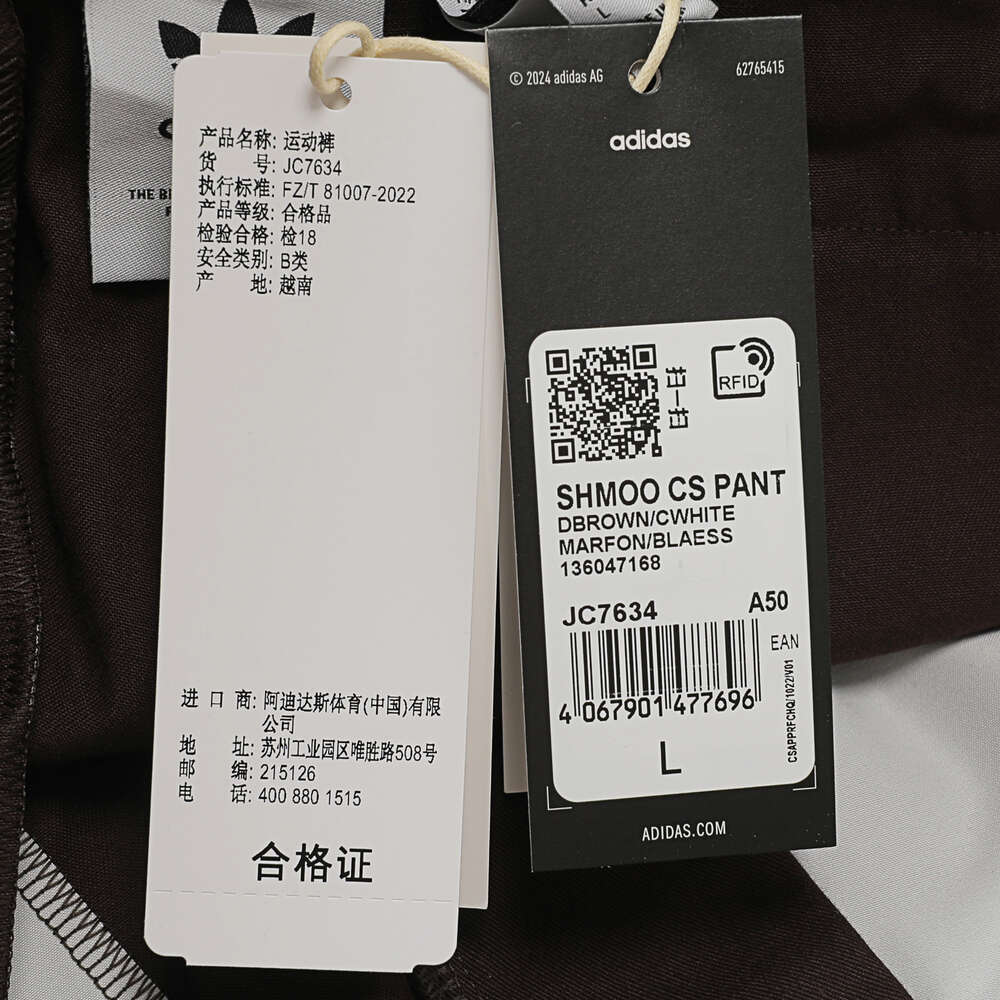 THE B
产品名称: 运动裤
货 号: JC7634
执行标准: FZ/T 81007-2022
产品等级: 合格品
检验合格: 检18
安全类别: B类
产 地: 越南
进 口 商: 阿迪达斯体育(中国)有限
公司
地 址: 苏州工业园区唯胜路508号
邮 编: 215126
电 话: 400 880 1515
合格证
L
© 2024 adidas AG
62765415
adidas
RFID
SHMOO CS PANT
DBROWN/CWHITE
MARFON/BLAESS
136047168
JC7634 A50
EAN
4 067901 477696
CSAPPRFCHQ/1022/V01
L
ADIDAS.COM